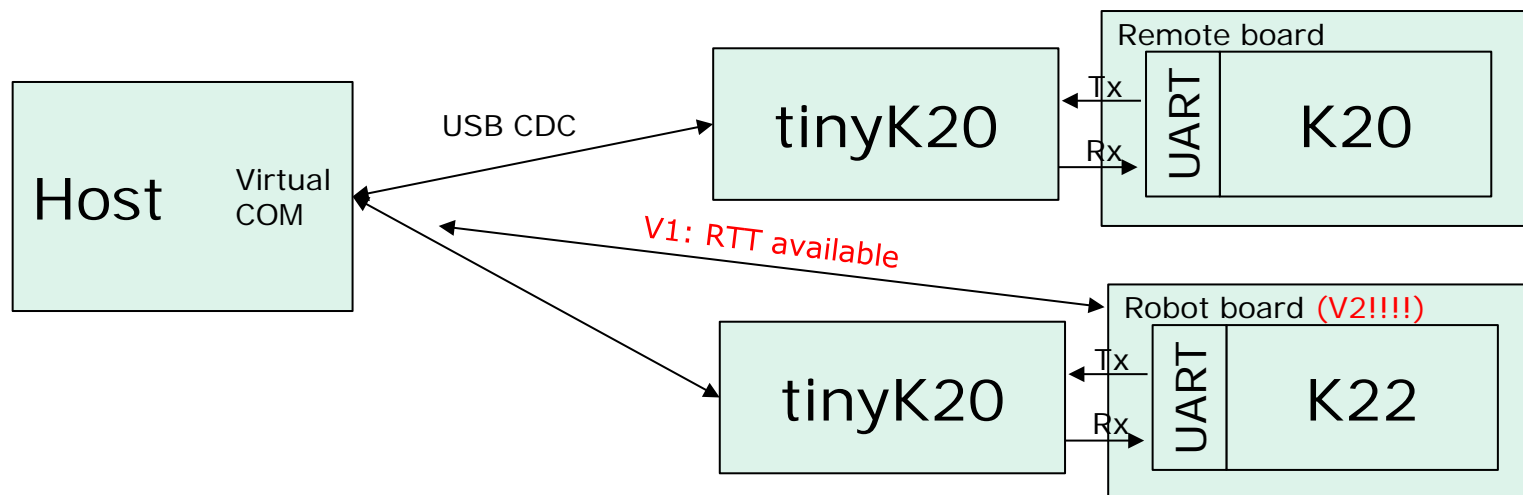 Remote board
Tx
USB CDC
tinyK20
UART
K20
Rx
Host
Virtual
COM
V1: RTT available
Robot board (V2!!!!)
Tx
tinyK20
UART
K22
Rx